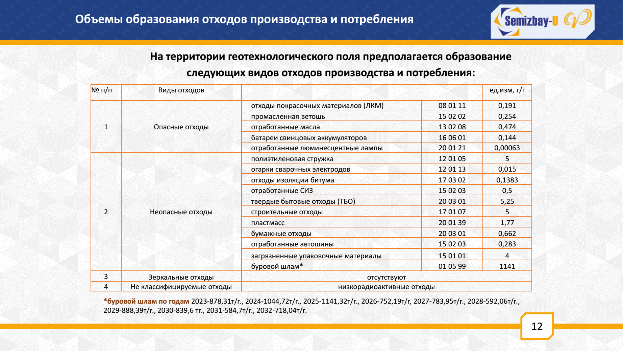 Объемы образования отходов производства и потребления
Semizbay-U
На территории геотехнологического поля предполагается образование
следующих видов отходов производства и потребления:
№ п/п Виды отходов ед.изм, т/г
1 Опасные отходы
отходы покрасочных материалов (ЛКМ) 08 01 11 0,191
промасленная ветошь 15 02 02 0,254
отработанные масла 13 02 08 0,474
батареи свинцовых аккумуляторов 16 06 01 0,144
отработанные люминесцентные лампы 20 01 21 0,00063
2 Неопасные отходы
полиэтиленовая стружка 12 01 05 5
огарки сварочных электродов 12 01 13 0,015
отходы изоляции битума 17 03 02 0,1383
отработанные СИЗ 15 02 03 0,5
твердые бытовые отходы (ТБО) 20 03 01 5,25
строительные отходы 17 01 07 5
пластмасс 20 01 39 1,77
бумажные отходы 20 03 01 0,662
отработанные автошины 15 02 03 0,283
загрязненные упаковочные материалы 15 01 01 4
буровой шлам* 01 05 99 1141
3 Зеркальные отходы отсутствуют
4 Не классифицируемые отходы низкорадиоактивные отходы
*буровой шлам по годам 2023-878,31т/г., 2024-1044,72т/г., 2025-1141,32т/г., 2026-752,19т/г, 2027-783,95т/г., 2028-592,06т/г.,
2029-888,39т/г., 2030-839,6 тг., 2031-584,7т/г., 2032-718,04т/г.
12